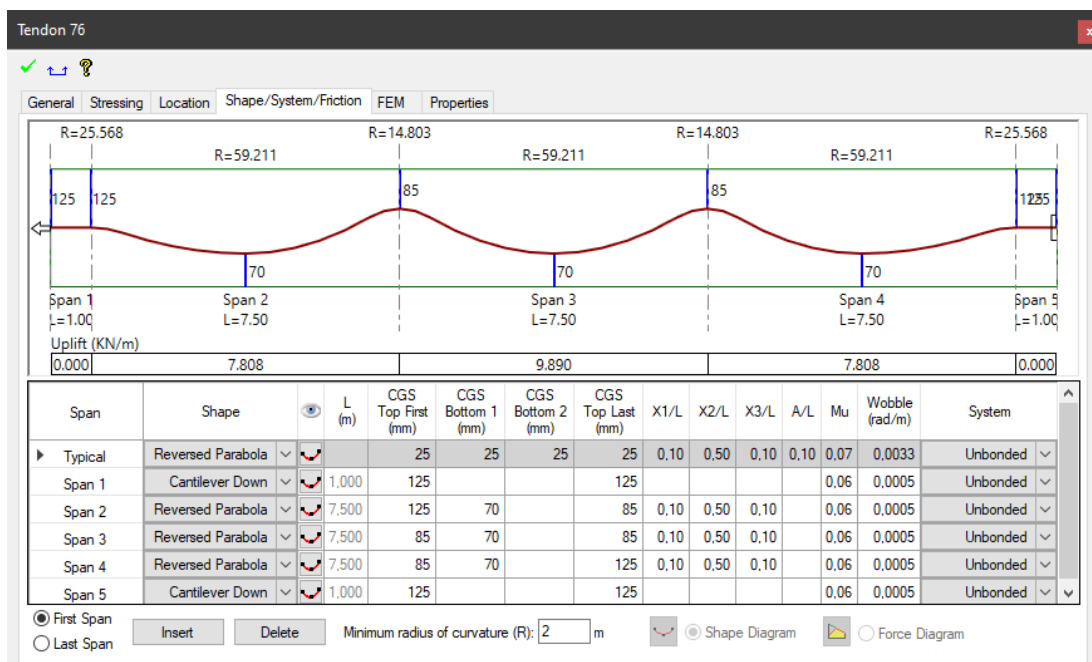 Tendon 76
x
?
General Stressing Location Shape/System/Friction FEM Properties
R=25.568 R=14.803 R=14.803 R=25.568
R=59.211 R=59.211 R=59.211
125 125 85 85 125
70 70 70
Span 1 Span 2 Span 3 Span 4 Span 5
L=1.00 L=7.50 L=7.50 L=7.50 L=1.00
Uplift (KN/m)
0.000 7.808 9.890 7.808 0.000
Span Shape L (m) CGS Top First (mm) CGS Bottom 1 (mm) CGS Bottom 2 (mm) CGS Top Last (mm) X1/L X2/L X3/L A/L Mu Wobble (rad/m) System
Typical Reversed Parabola 25 25 25 25 0,10 0,50 0,10 0,10 0,07 0,0033 Unbonded
Span 1 Cantilever Down 1,000 125 125 0,06 0,0005 Unbonded
Span 2 Reversed Parabola 7,500 125 70 85 0,10 0,50 0,10 0,06 0,0005 Unbonded
Span 3 Reversed Parabola 7,500 85 70 85 0,10 0,50 0,10 0,06 0,0005 Unbonded
Span 4 Reversed Parabola 7,500 85 70 125 0,10 0,50 0,10 0,06 0,0005 Unbonded
Span 5 Cantilever Down 1,000 125 125 0,06 0,0005 Unbonded
First Span
Last Span
Insert Delete Minimum radius of curvature (R): 2 m Shape Diagram Force Diagram